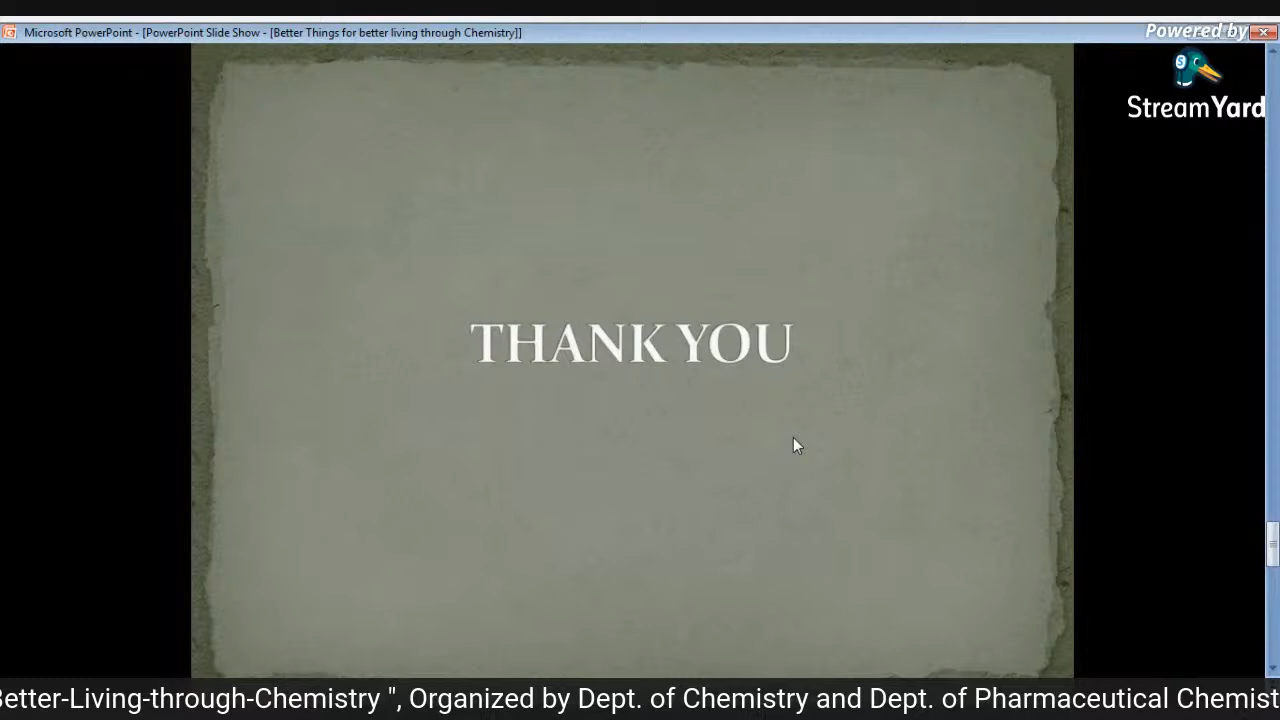 Microsoft PowerPoint - [PowerPoint Slide Show - [Better Things for better living through Chemistry]]
Powered by
StreamYard
THANK YOU
Better-Living-through-Chemistry ", Organized by Dept. of Chemistry and Dept. of Pharmaceutical Chemist